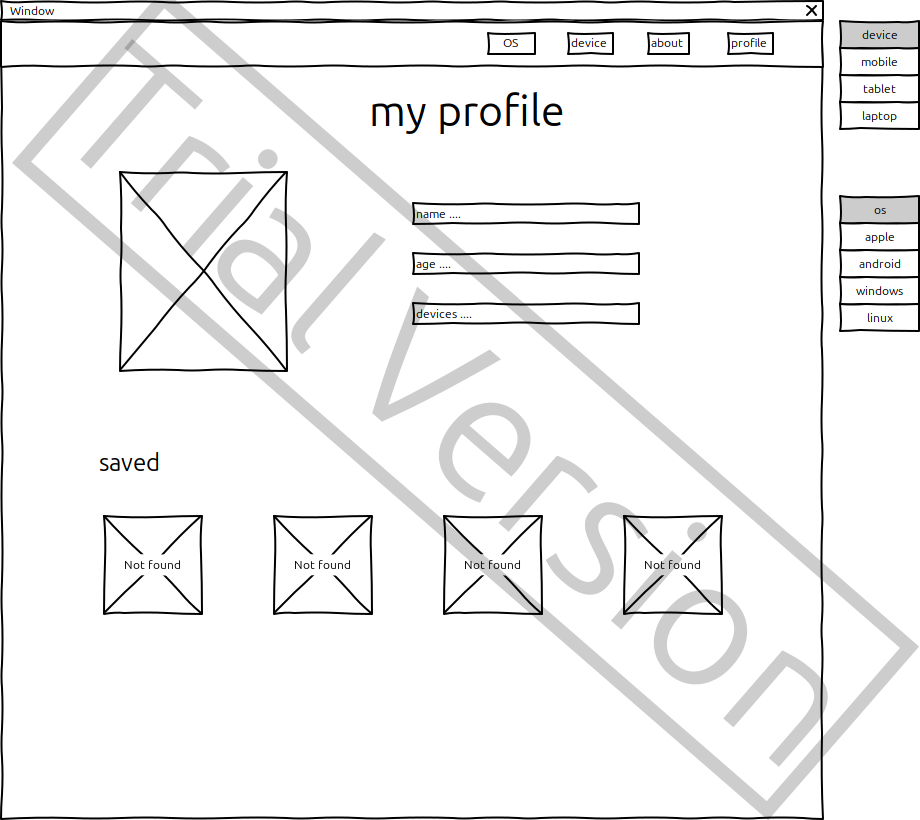 Window
OS device about profile
my profile
name ....
age ....
devices ....
saved
Not found Not found Not found Not found
device
mobile
tablet
laptop
os
apple
android
windows
linux
Trial Version